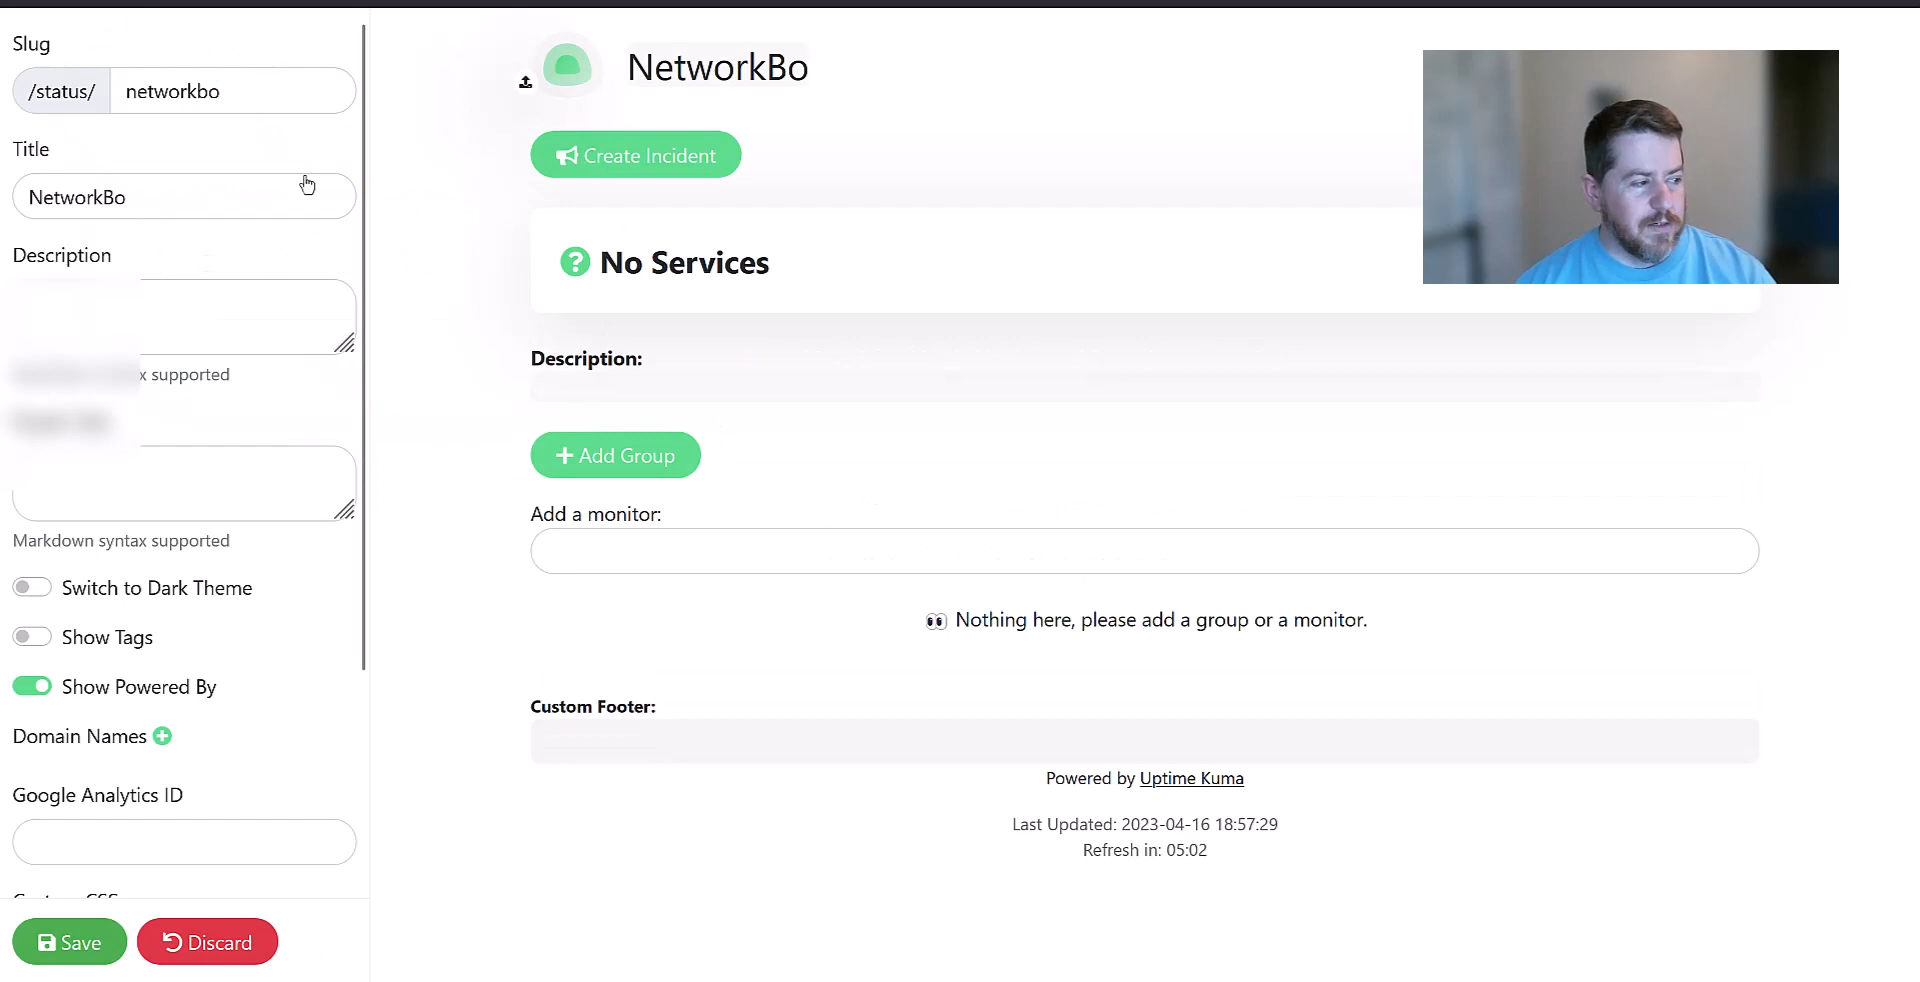 Slug
/status/ networkbo
Title
NetworkBo
Description
x supported
Markdown syntax supported
Switch to Dark Theme
Show Tags
Show Powered By
Domain Names
Google Analytics ID
Save
Discard
NetworkBo
Create Incident
No Services
Description:
Add Group
Add a monitor:
Nothing here, please add a group or a monitor.
Custom Footer:
Powered by Uptime Kuma
Last Updated: 2023-04-16 18:57:29
Refresh in: 05:02